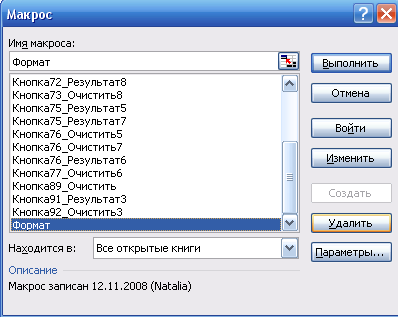 Макрос
Имя макроса:
Формат
Кнопка72_Результат8
Кнопка73_Очистить8
Кнопка75_Результат5
Кнопка75_Результат7
Кнопка76_Очистить5
Кнопка76_Очистить7
Кнопка76_Результат6
Кнопка77_Очистить6
Кнопка89_Очистить
Кнопка91_Результат3
Кнопка92_Очистить3
Формат
Находится в:
Все открытые книги
Описание
Макрос записан 12.11.2008 (Natalia)
Выполнить
Отмена
Войти
Изменить
Создать
Удалить
Параметры...